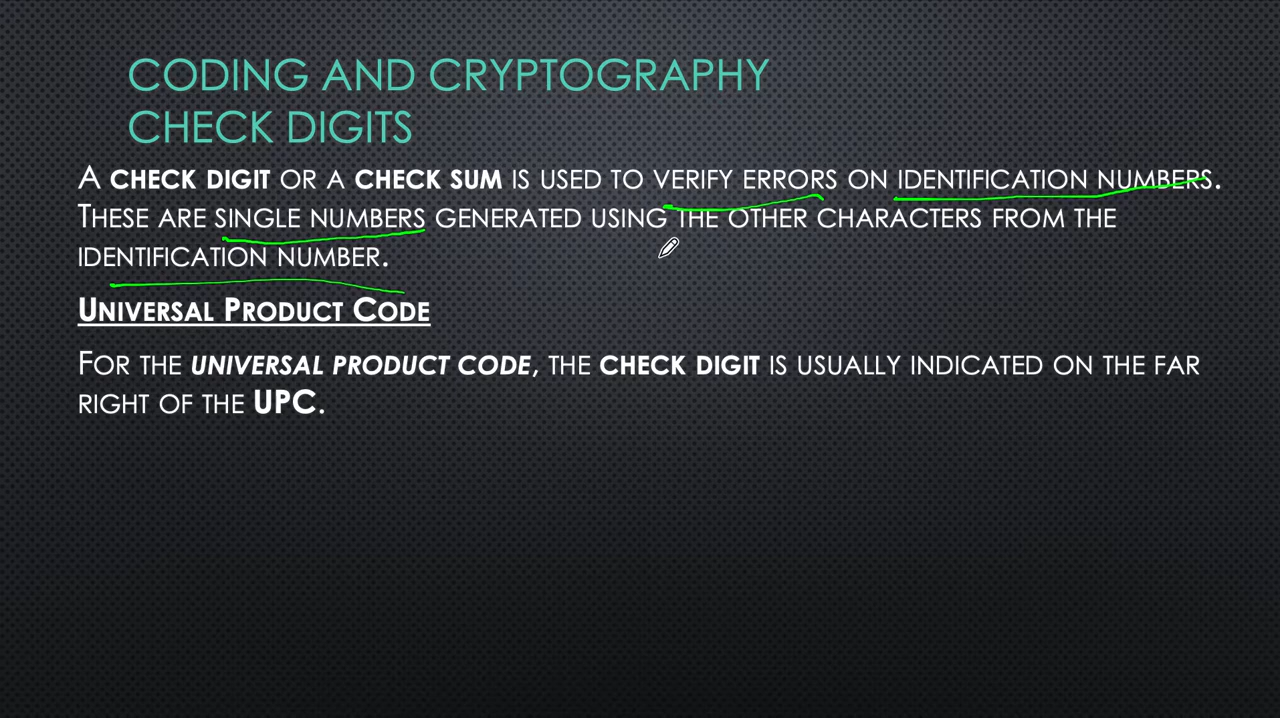 CODING AND CRYPTOGRAPHY
CHECK DIGITS
A CHECK DIGIT OR A CHECK SUM IS USED TO VERIFY ERRORS ON IDENTIFICATION NUMBERS.
THESE ARE SINGLE NUMBERS GENERATED USING THE OTHER CHARACTERS FROM THE
IDENTIFICATION NUMBER.
UNIVERSAL PRODUCT CODE
FOR THE UNIVERSAL PRODUCT CODE, THE CHECK DIGIT IS USUALLY INDICATED ON THE FAR
RIGHT OF THE UPC.